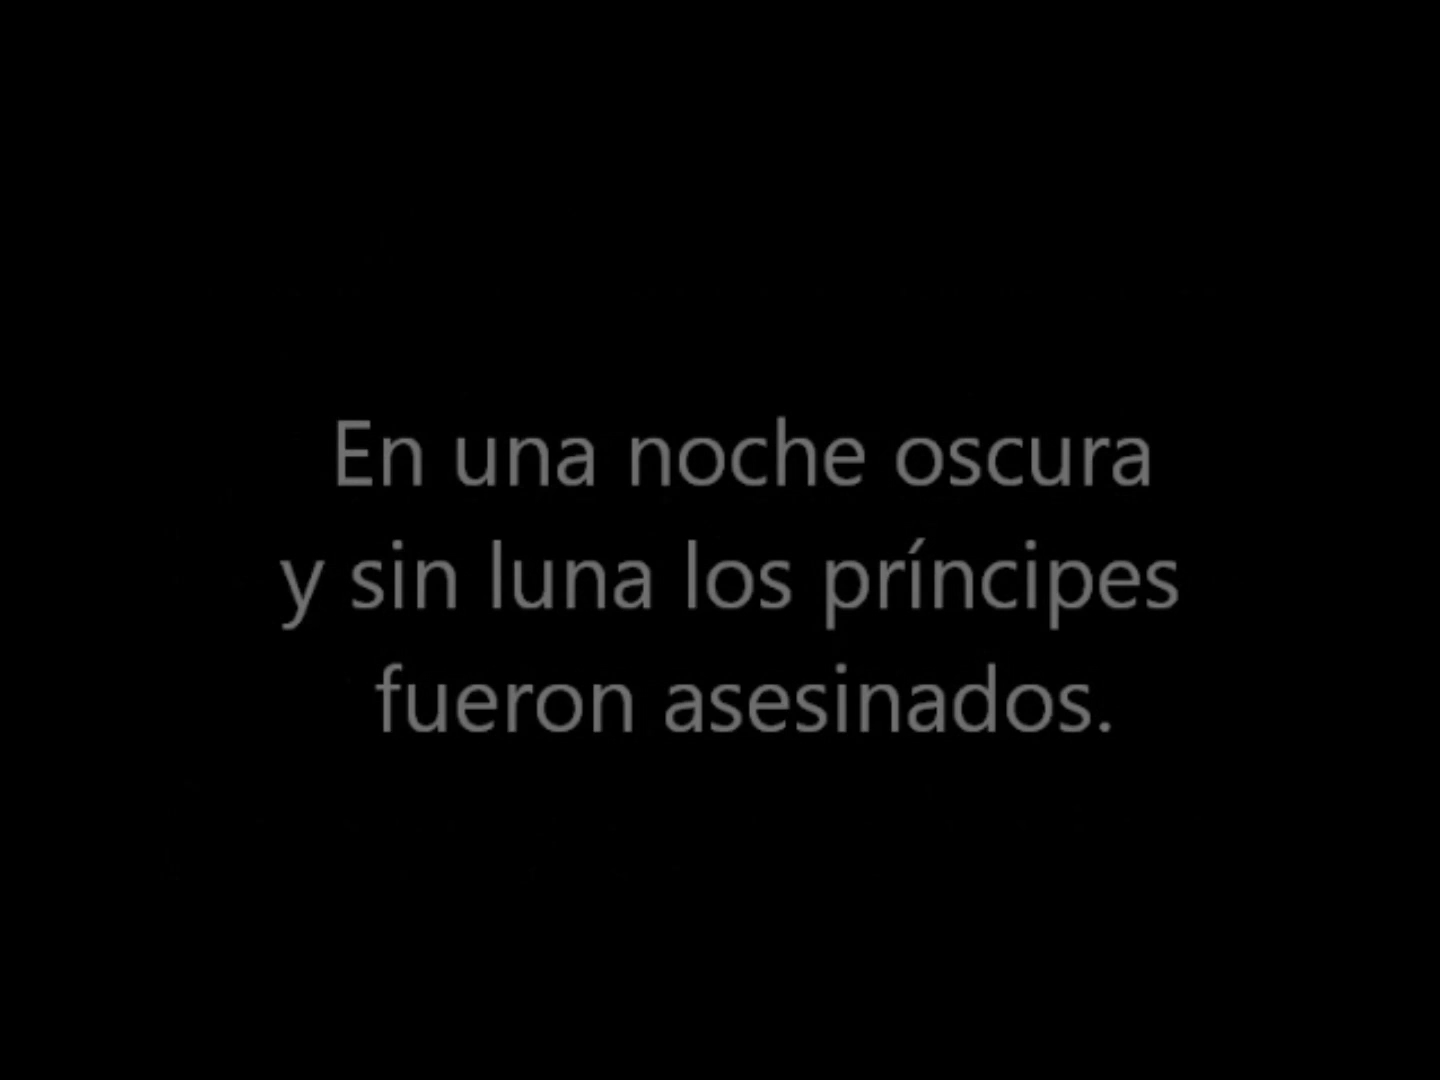 En una noche oscura
y sin luna los príncipes
fueron asesinados.